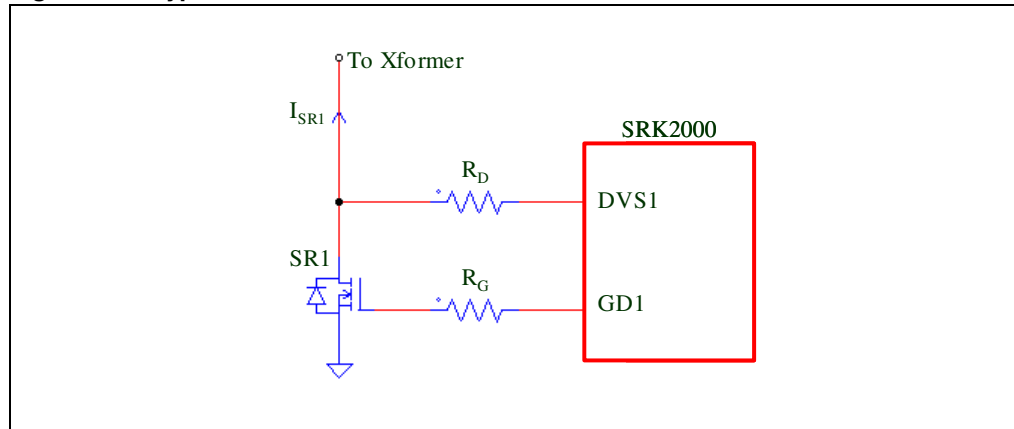 To Xformer
I_SR1
SRK2000
R_D
DVS1
SR1
R_G
GD1